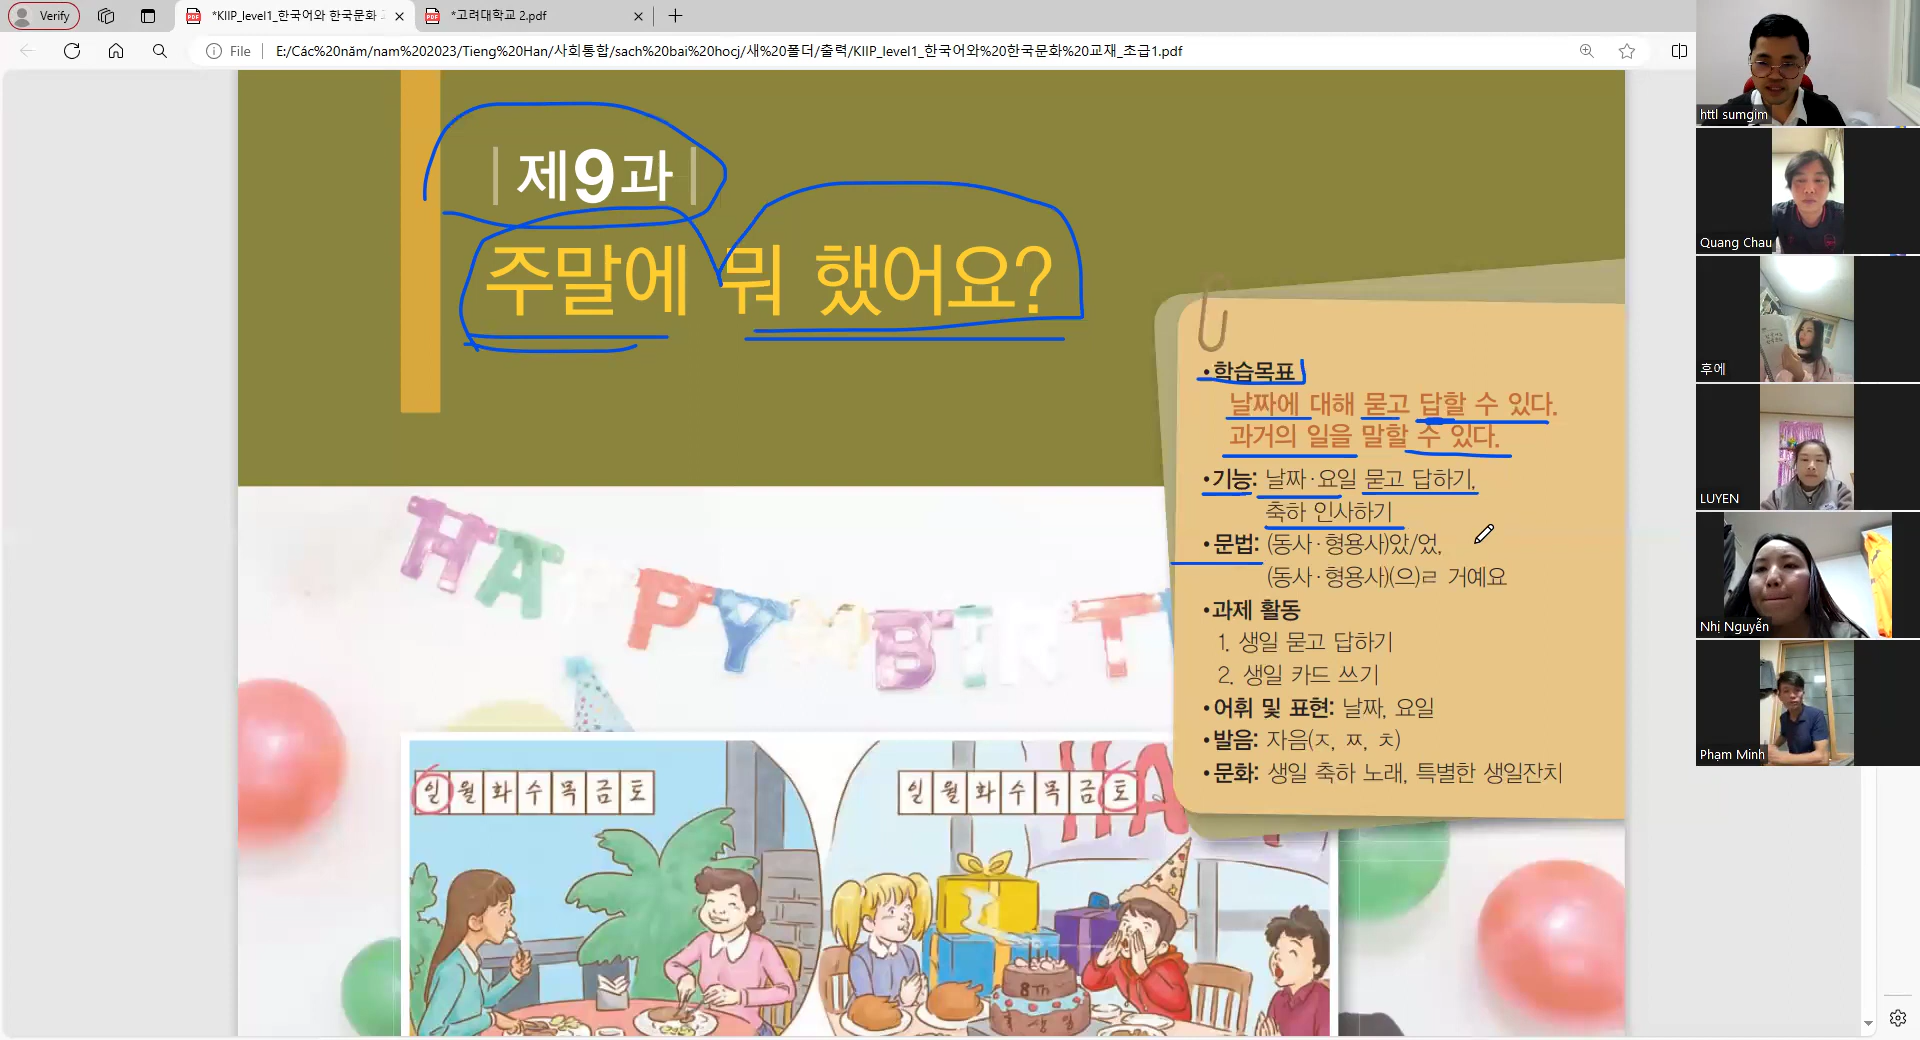 Verify
*KIIP_level1_한국어와 한국문화
*고려대학교 2.pdf
File
E:/Các%20năm/nam%202023/Tieng%20Han/사회통합/sach%20bai%20hocj/새%20폴더/출력/KIIP_level1_한국어와%20한국문화%20교재_초급1.pdf
제9과
주말에 뭐 했어요?
•학습목표
날짜에 대해 묻고 답할 수 있다.
과거의 일을 말할 수 있다.
•기능: 날짜·요일 묻고 답하기,
축하 인사하기
•문법: (동사·형용사)았/었,
(동사·형용사)(으)ㄹ 거예요
•과제 활동
1. 생일 묻고 답하기
2. 생일 카드 쓰기
•어휘 및 표현: 날짜, 요일
•발음: 자음(ㅈ, ㅉ, ㅊ)
•문화: 생일 축하 노래, 특별한 생일잔치
HAPPY BIRT
일 월 화 수 목 금 토
일 월 화 수 목 금 토
HA
8Th
생일
httl sumgim
Quang Chau
후에
LUYEN
Nhị Nguyễn
Phạm Minh